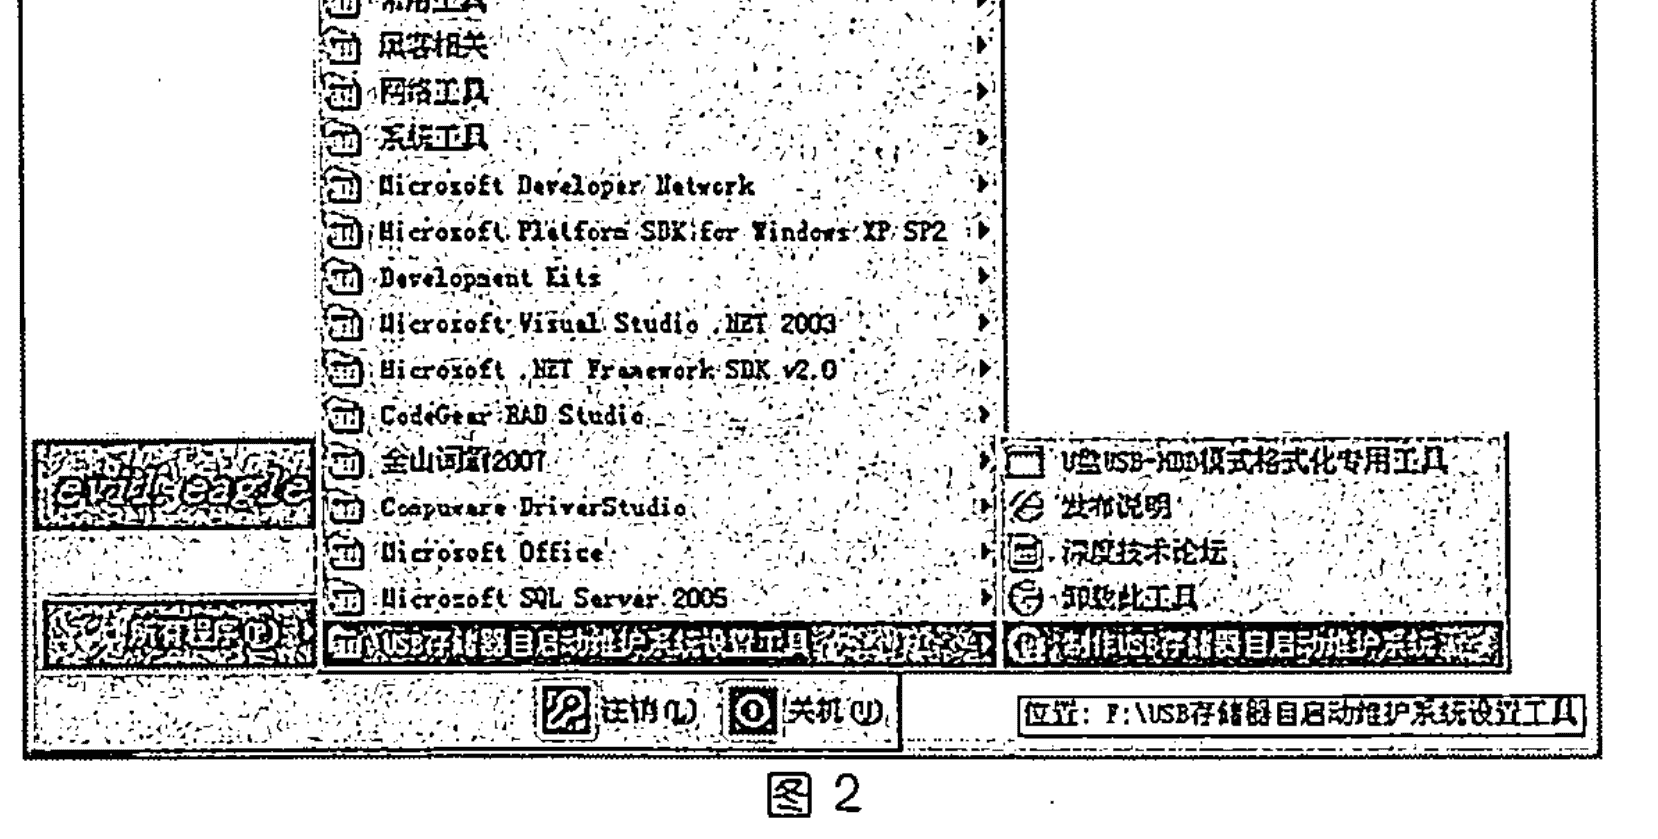 常用工具
网络工具
系统工具
Microsoft Developer Network
Microsoft Platform SDK for Windows XP SP2
Development Kits
Microsoft Visual Studio .NET 2003
Microsoft .NET Framework SDK v2.0
CodeGear RAD Studio
金山词霸2007
U盘USB-HDD模式格式化专用工具
Compuware DriverStudio
发布说明
Microsoft Office
深度技术论坛
Microsoft SQL Server 2005
卸载此工具
所有程序(P)
USB存储器自启动维护系统设置工具
制作USB存储器自启动维护系统
注销(L)
关机(U)
位置: F:\USB存储器自启动维护系统设置工具
图 2